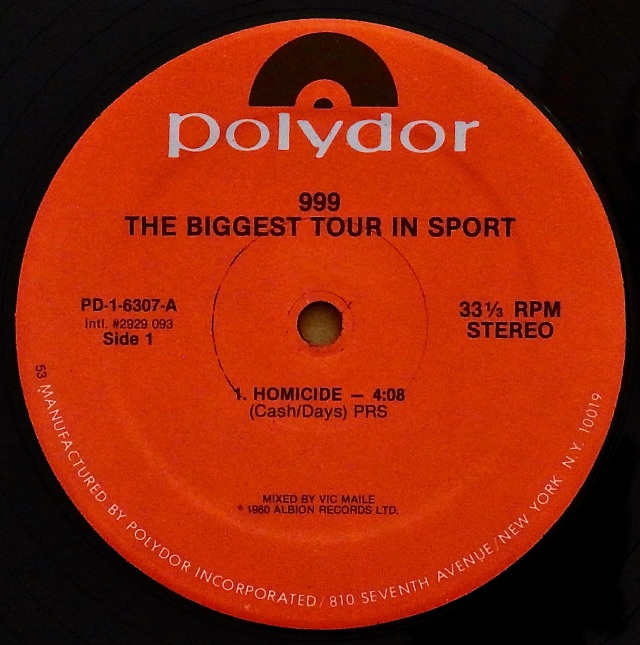 polydor
999
THE BIGGEST TOUR IN SPORT
PD-1-6307-A
Intl. #2929 093
Side 1
33⅓ RPM
STEREO
1. HOMICIDE — 4:08
(Cash/Days) PRS
MIXED BY VIC MAILE
℗ 1980 ALBION RECORDS LTD.
53 MANUFACTURED BY POLYDOR INCORPORATED/810 SEVENTH AVENUE/NEW YORK N.Y. 10019